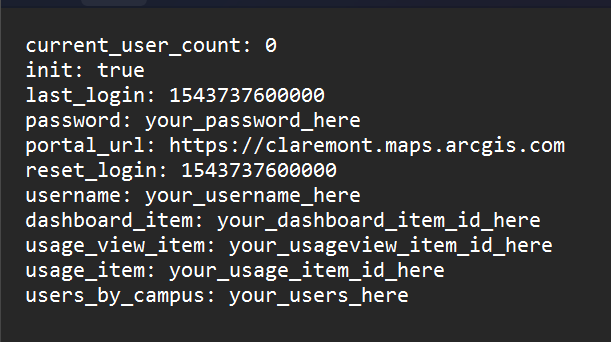 current_user_count: 0
init: true
last_login: 1543737600000
password: your_password_here
portal_url: https://claremont.maps.arcgis.com
reset_login: 1543737600000
username: your_username_here
dashboard_item: your_dashboard_item_id_here
usage_view_item: your_usageview_item_id_here
usage_item: your_usage_item_id_here
users_by_campus: your_users_here